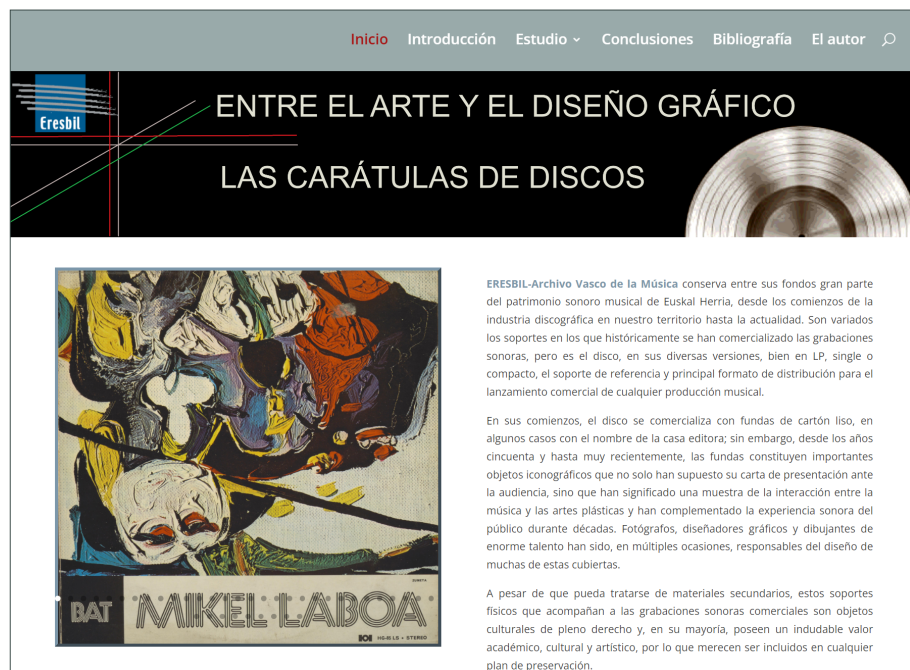 Inicio Introducción Estudio Conclusiones Bibliografía El autor
Eresbil
ENTRE EL ARTE Y EL DISEÑO GRÁFICO
LAS CARÁTULAS DE DISCOS
BAT MIKEL LABOA
HG-95 LS • STEREO
ERESBIL-Archivo Vasco de la Música conserva entre sus fondos gran parte
del patrimonio sonoro musical de Euskal Herria, desde los comienzos de la
industria discográfica en nuestro territorio hasta la actualidad. Son variados
los soportes en los que históricamente se han comercializado las grabaciones
sonoras, pero es el disco, en sus diversas versiones, bien en LP, single o
compacto, el soporte de referencia y principal formato de distribución para el
lanzamiento comercial de cualquier producción musical.
En sus comienzos, el disco se comercializa con fundas de cartón liso, en
algunos casos con el nombre de la casa editora; sin embargo, desde los años
cincuenta y hasta muy recientemente, las fundas constituyen importantes
objetos iconográficos que no solo han supuesto su carta de presentación ante
la audiencia, sino que han significado una muestra de la interacción entre la
música y las artes plásticas y han complementado la experiencia sonora del
público durante décadas. Fotógrafos, diseñadores gráficos y dibujantes de
enorme talento han sido, en múltiples ocasiones, responsables del diseño de
muchas de estas cubiertas.
A pesar de que pueda tratarse de materiales secundarios, estos soportes
físicos que acompañan a las grabaciones sonoras comerciales son objetos
culturales de pleno derecho y, en su mayoría, poseen un indudable valor
académico, cultural y artístico, por lo que merecen ser incluidos en cualquier
plan de preservación.